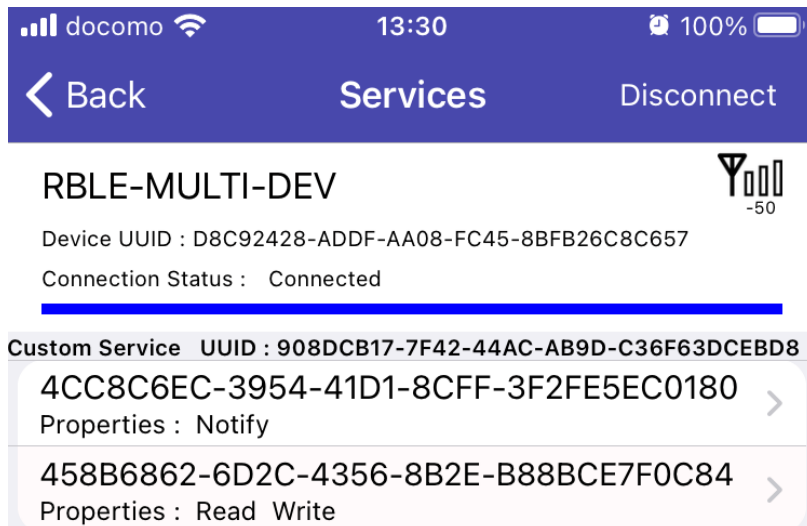 docomo 13:30 100%
Back Services Disconnect
RBLE-MULTI-DEV
-50
Device UUID : D8C92428-ADDF-AA08-FC45-8BFB26C8C657
Connection Status : Connected
Custom Service UUID : 908DCB17-7F42-44AC-AB9D-C36F63DCEBD8
4CC8C6EC-3954-41D1-8CFF-3F2FE5EC0180
Properties : Notify
458B6862-6D2C-4356-8B2E-B88BCE7F0C84
Properties : Read Write